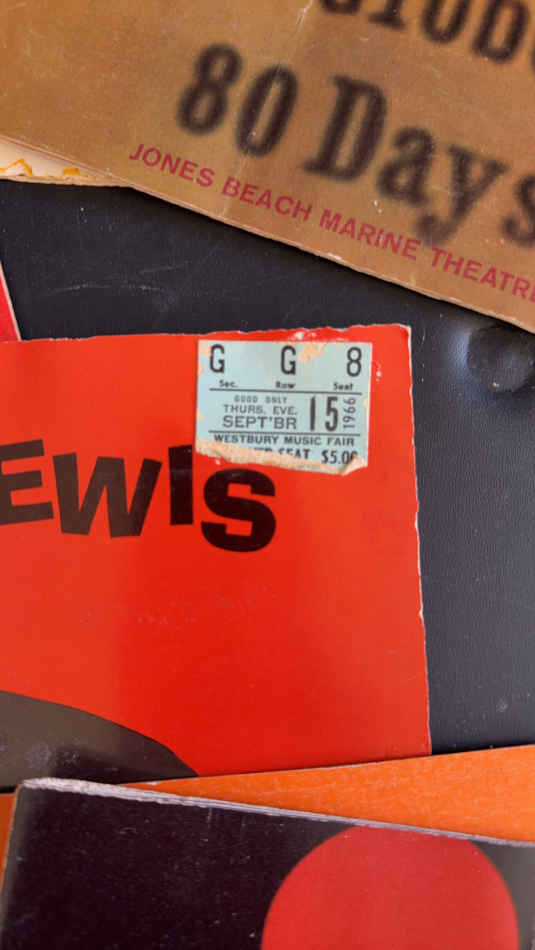 80 Days
JONES BEACH MARINE THEATRE
G G 8
Sec. Row Seat
GOOD ONLY
THURS. EVE.
SEPT'BR 15 1966
WESTBURY MUSIC FAIR
SEAT $5.00
EWIS